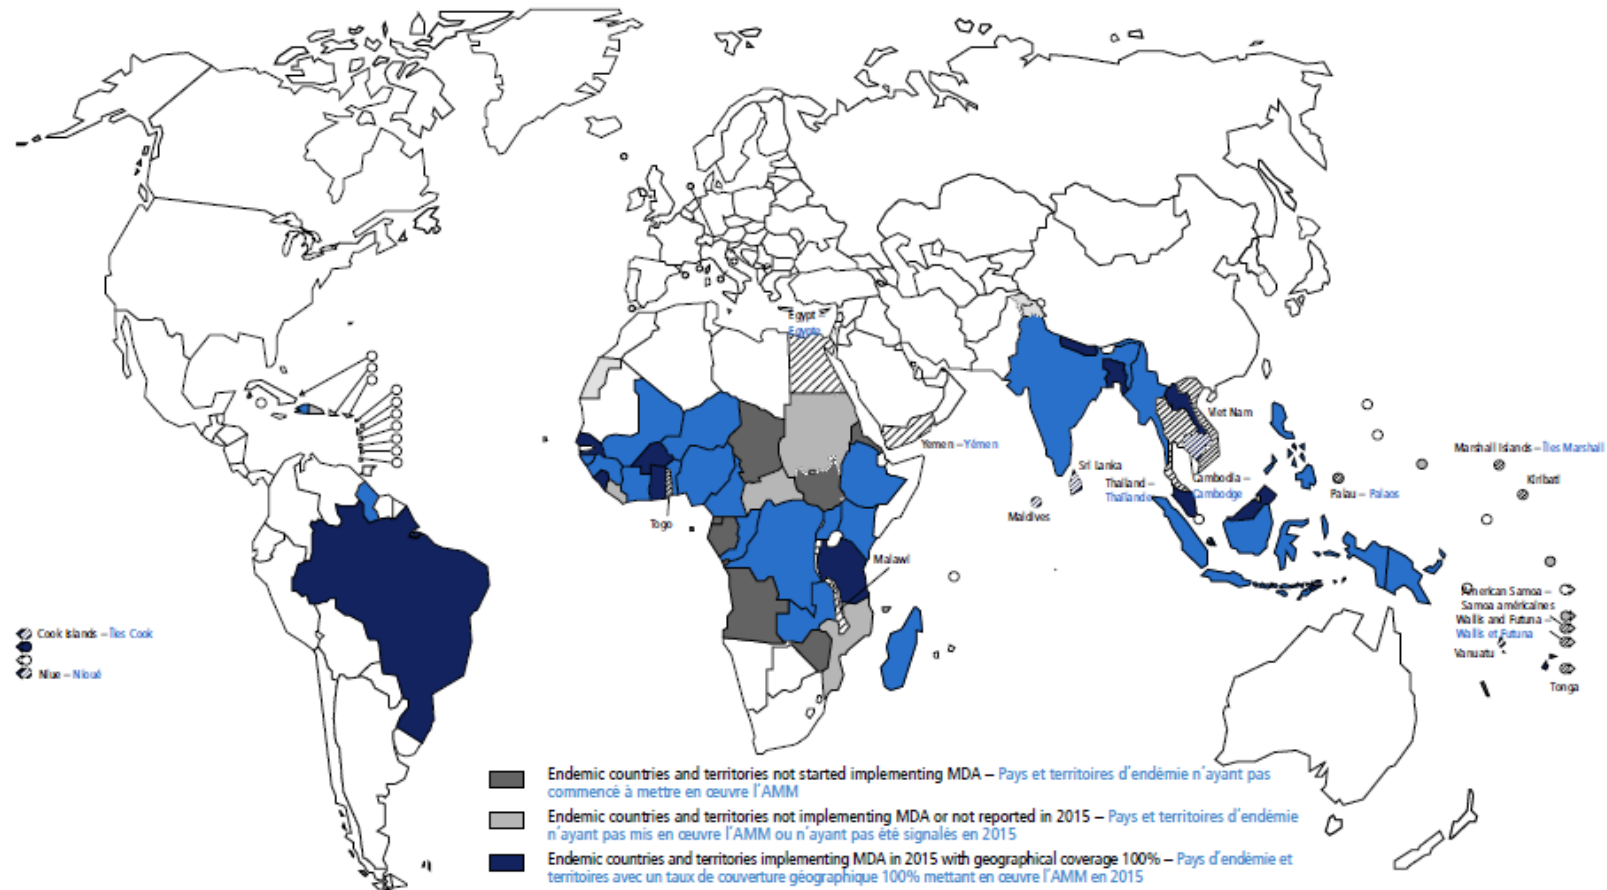 Egypt –
Egypte
Viet Nam
Yemen – Yémen
Sri Lanka
Thailand –
Thaïlande
Cambodia –
Cambodge
Maldives
Marshall Islands – Îles Marshall
Kiribati
Palau – Palaos
Togo
Malawi
American Samoa –
Samoa américaines
Wallis and Futuna –
Wallis et Futuna
Vanuatu
Tonga
Cook Islands – Îles Cook
Niue – Nioué
Endemic countries and territories not started implementing MDA – Pays et territoires d'endémie n'ayant pas
commencé à mettre en œuvre l'AMM
Endemic countries and territories not implementing MDA or not reported in 2015 – Pays et territoires d'endémie
n'ayant pas mis en œuvre l'AMM ou n'ayant pas été signalés en 2015
Endemic countries and territories implementing MDA in 2015 with geographical coverage 100% – Pays d'endémie et
territoires avec un taux de couverture géographique 100% mettant en œuvre l'AMM en 2015